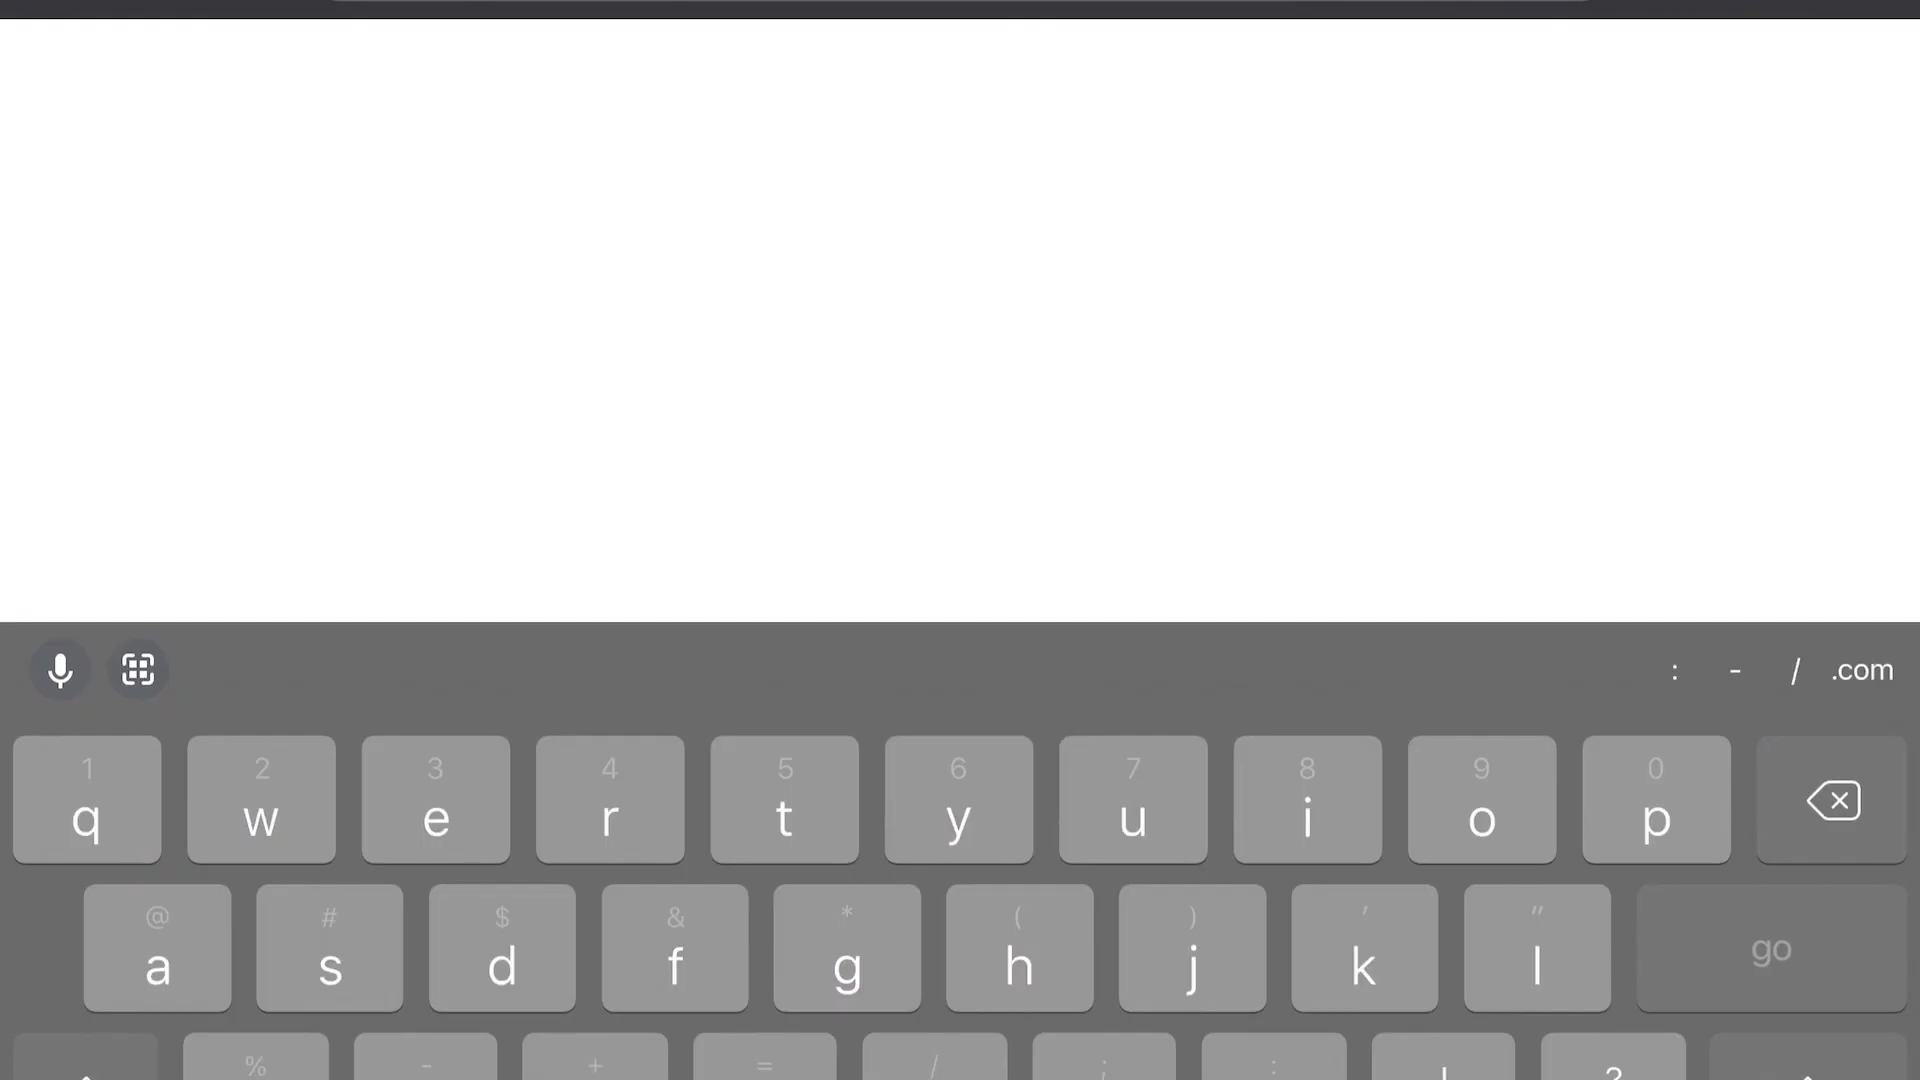 : - / .com
1 2 3 4 5 6 7 8 9 0
q w e r t y u i o p
@ # $ & * ( ) ' "
a s d f g h j k l go
% - + = / ; : ! ?